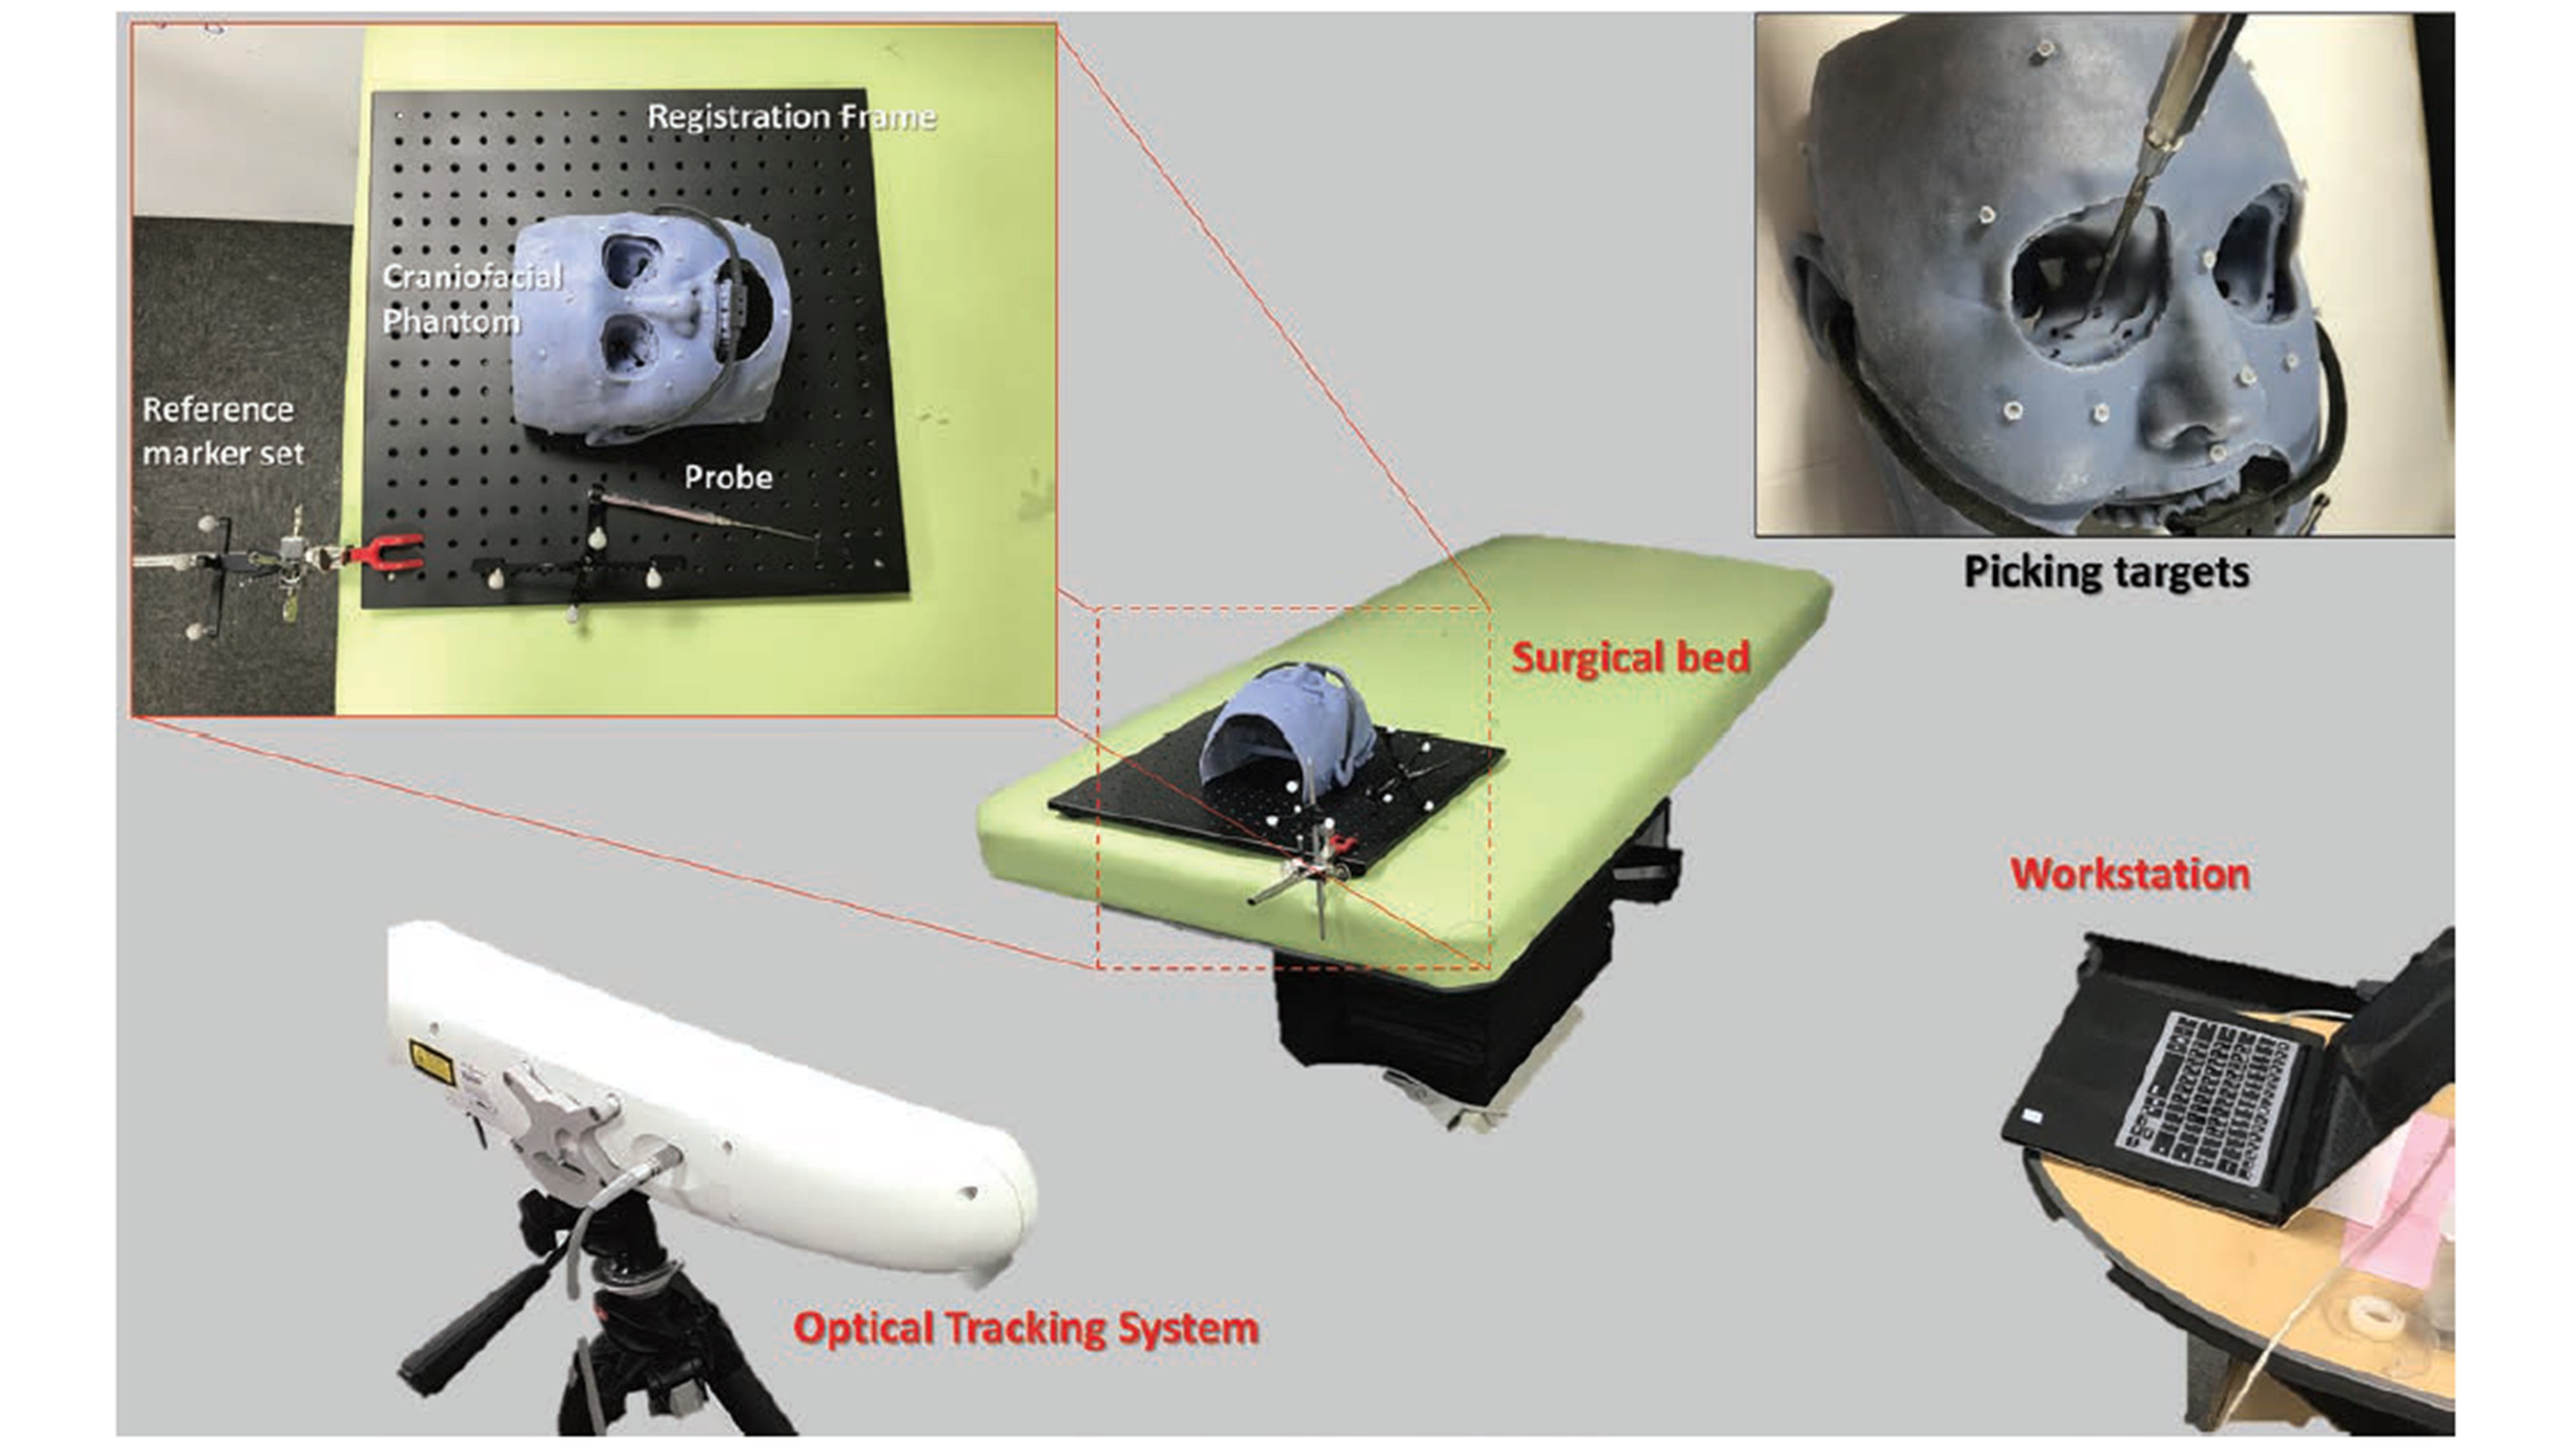 Registration Frame
Craniofacial
Phantom
Reference
marker set
Probe
Picking targets
Surgical bed
Workstation
Optical Tracking System